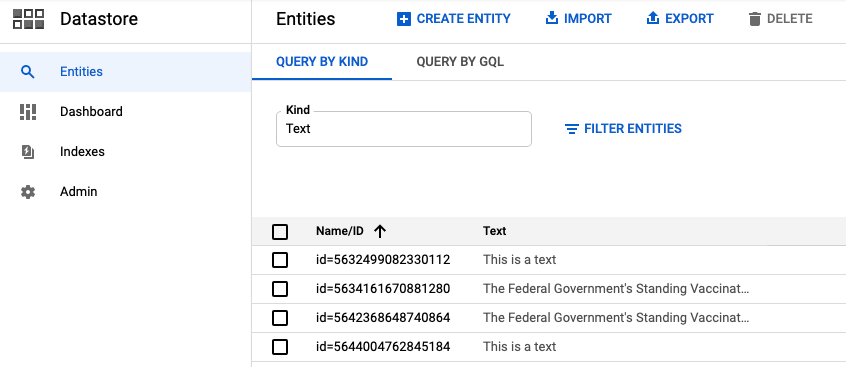 Datastore
Entities
CREATE ENTITY
IMPORT
EXPORT
DELETE
Entities
Dashboard
Indexes
Admin
QUERY BY KIND
QUERY BY GQL
Kind
Text
FILTER ENTITIES
Name/ID Text
id=5632499082330112 This is a text
id=5634161670881280 The Federal Government's Standing Vaccinat...
id=5642368648740864 The Federal Government's Standing Vaccinat...
id=5644004762845184 This is a text